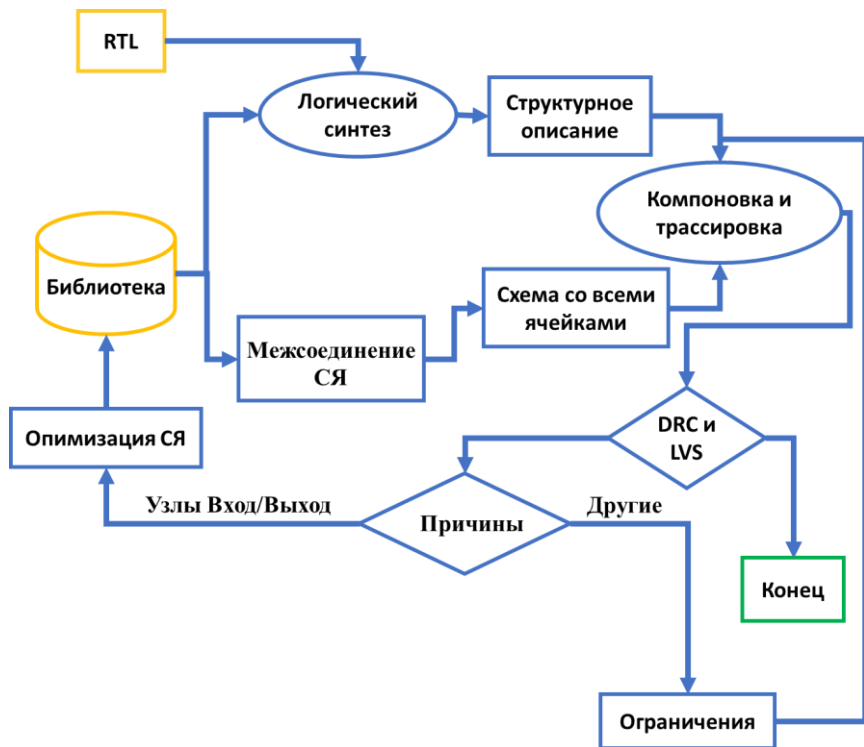 RTL
Логический
синтез
Структурное
описание
Компоновка и
трассировка
Библиотека
Схема со всеми
ячейками
Межсоединение
СЯ
Опимизация СЯ
DRC и
LVS
Узлы Вход/Выход
Причины
Другие
Конец
Ограничения